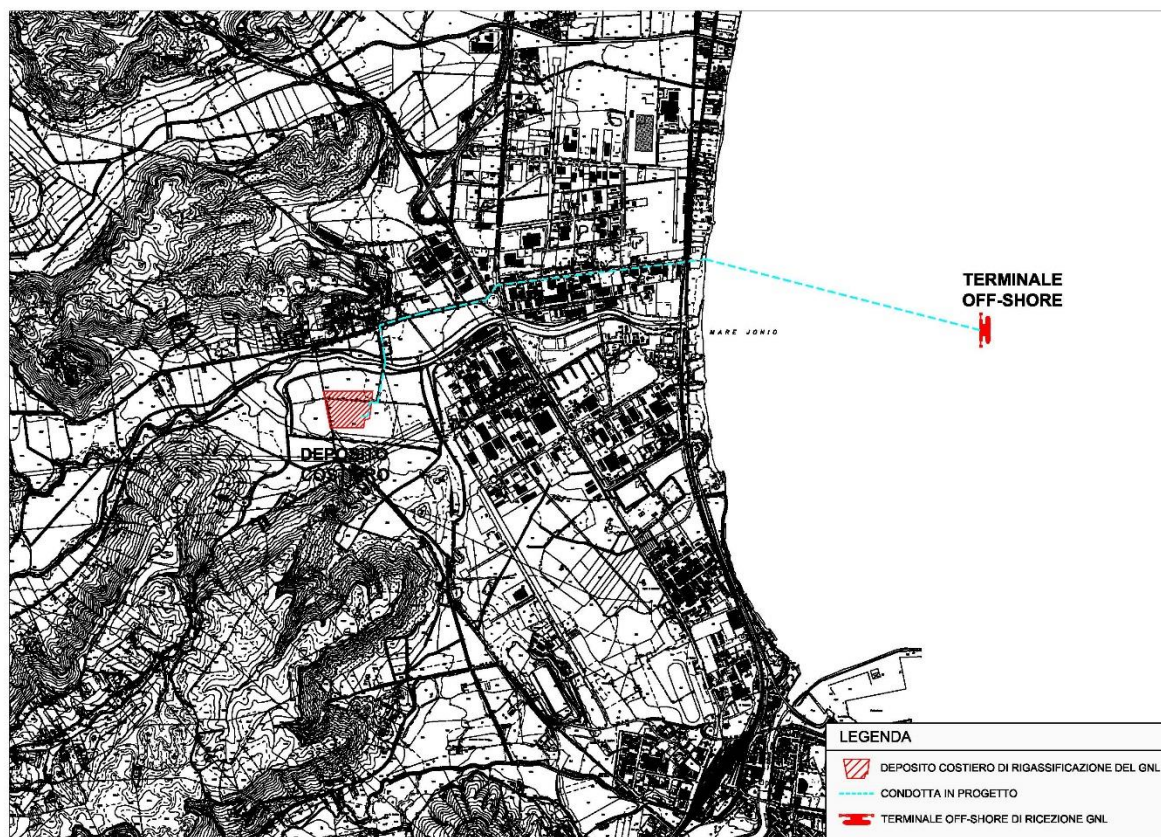 TERMINALE
OFF-SHORE
MARE JONIO
DEPOSITO
LEGENDA
DEPOSITO COSTIERO DI RIGASSIFICAZIONE DEL GNL
CONDOTTA IN PROGETTO
TERMINALE OFF-SHORE DI RICEZIONE GNL